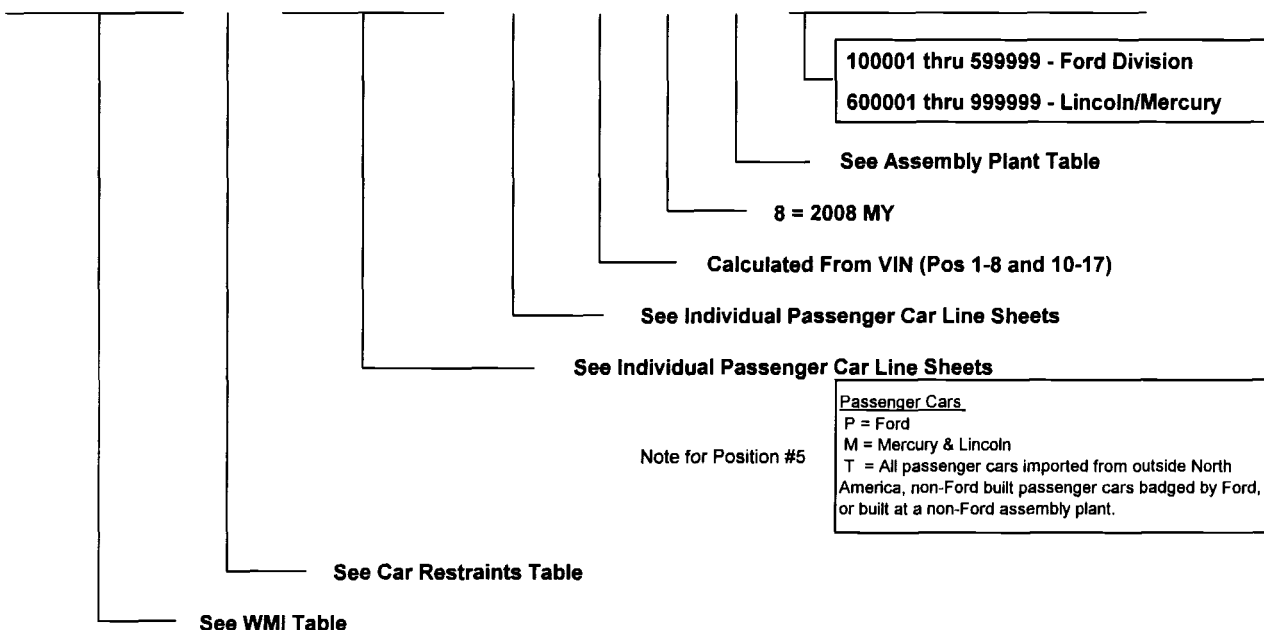 100001 thru 599999 - Ford Division
600001 thru 999999 - Lincoln/Mercury
See Assembly Plant Table
8 = 2008 MY
Calculated From VIN (Pos 1-8 and 10-17)
See Individual Passenger Car Line Sheets
See Individual Passenger Car Line Sheets
Note for Position #5
Passenger Cars
P = Ford
M = Mercury & Lincoln
T = All passenger cars imported from outside North
America, non-Ford built passenger cars badged by Ford,
or built at a non-Ford assembly plant.
See Car Restraints Table
See WMI Table